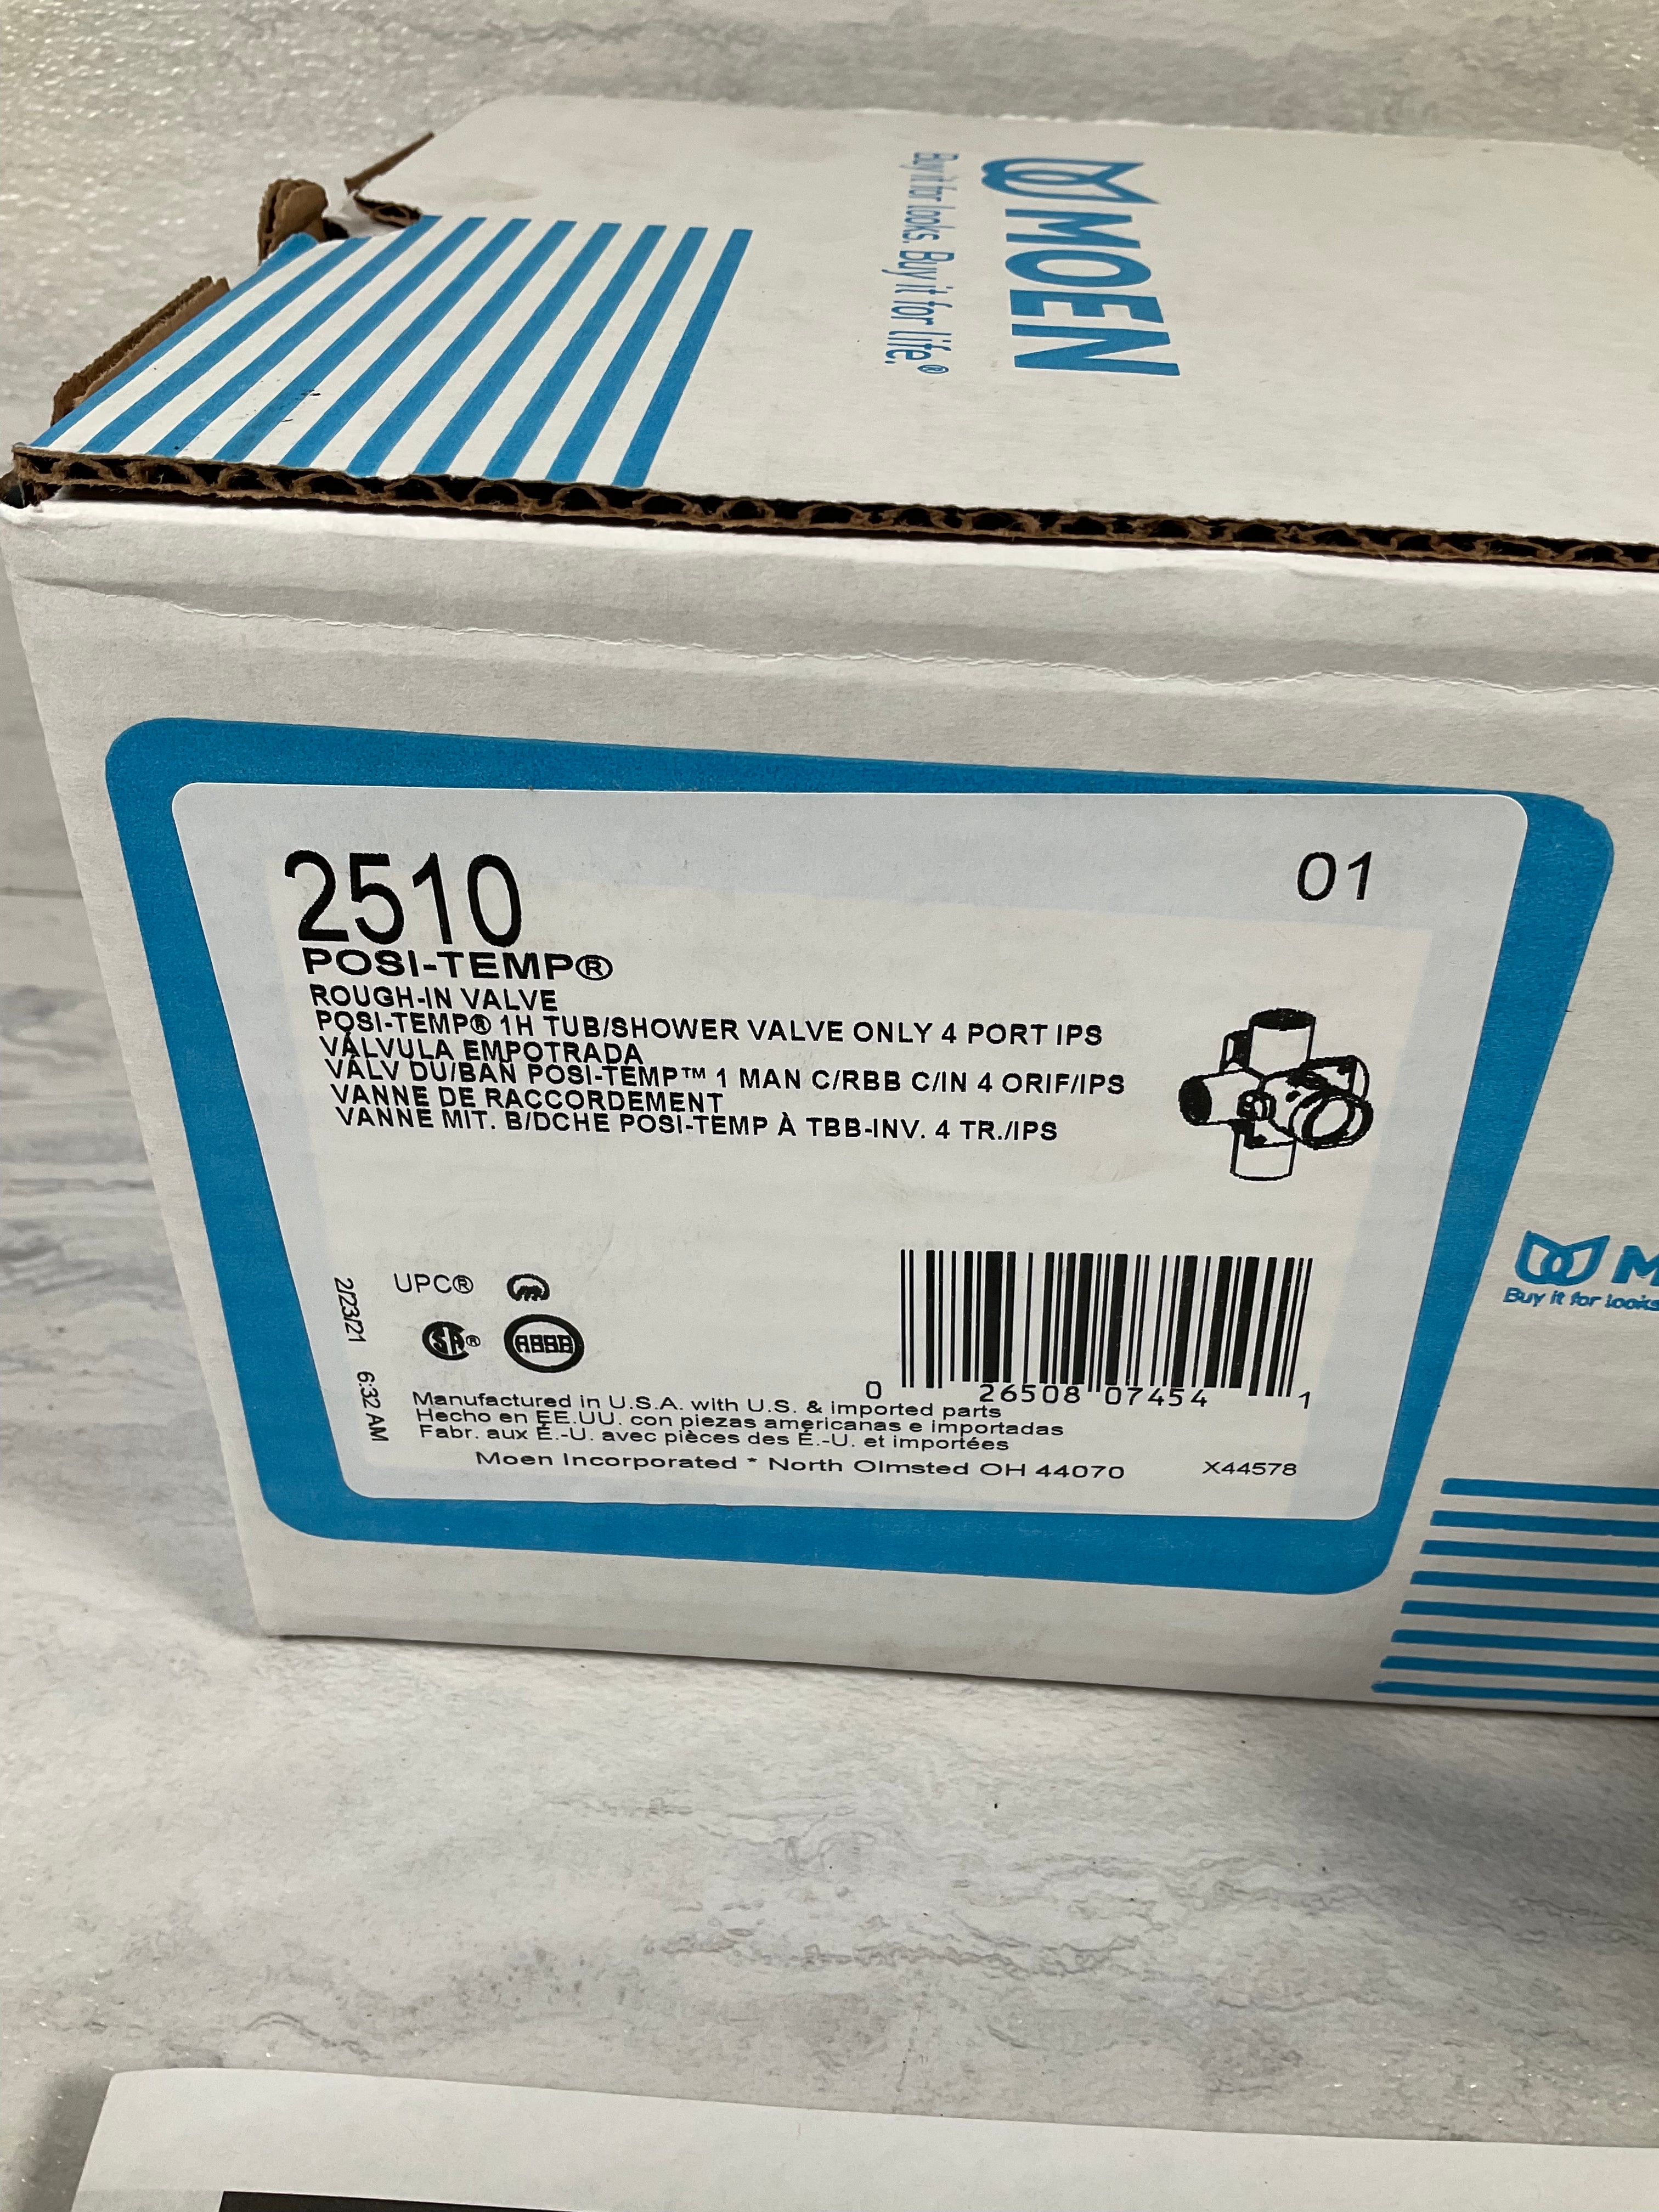 MOEN
Buy it for looks. Buy it for life.®
2510
01
POSI-TEMP®
ROUGH-IN VALVE
POSI-TEMP® 1H TUB/SHOWER VALVE ONLY 4 PORT IPS
VÁLVULA EMPOTRADA
VÁLV DU/BAN POSI-TEMP™ 1 MAN C/RBB C/IN 4 ORIF/IPS
VANNE DE RACCORDEMENT
VANNE MIT. B/DCHE POSI-TEMP À TBB-INV. 4 TR./IPS
2/23/21 6:32 AM
UPC®
SA®
0 26508 07454 1
Manufactured in U.S.A. with U.S. & imported parts
Hecho en EE.UU. con piezas américanas e importadas
Fabr. aux É.-U. avec pièces des É.-U. et importées
Moen Incorporated * North Olmsted OH 44070
X44578
Buy it for looks